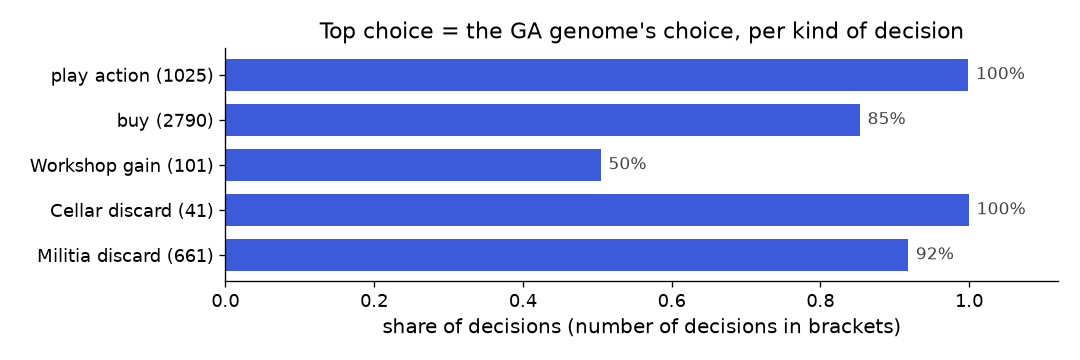 Top choice = the GA genome's choice, per kind of decision
play action (1025)
100%
buy (2790)
85%
Workshop gain (101)
50%
Cellar discard (41)
100%
Militia discard (661)
92%
0.0 0.2 0.4 0.6 0.8 1.0
share of decisions (number of decisions in brackets)